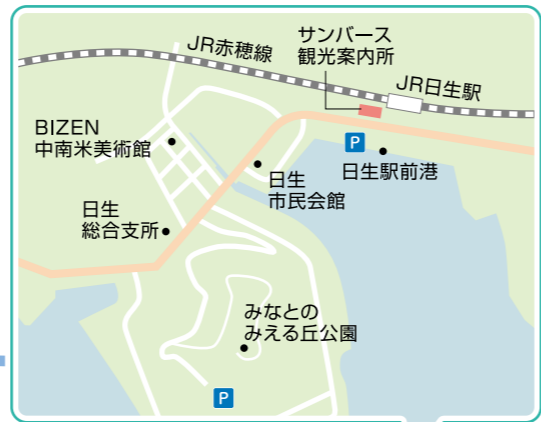 サンバース
観光案内所
JR赤穂線
JR日生駅
BIZEN
中南米美術館
P
日生駅前港
日生
市民会館
日生
総合支所
みなとの
みえる丘公園
P